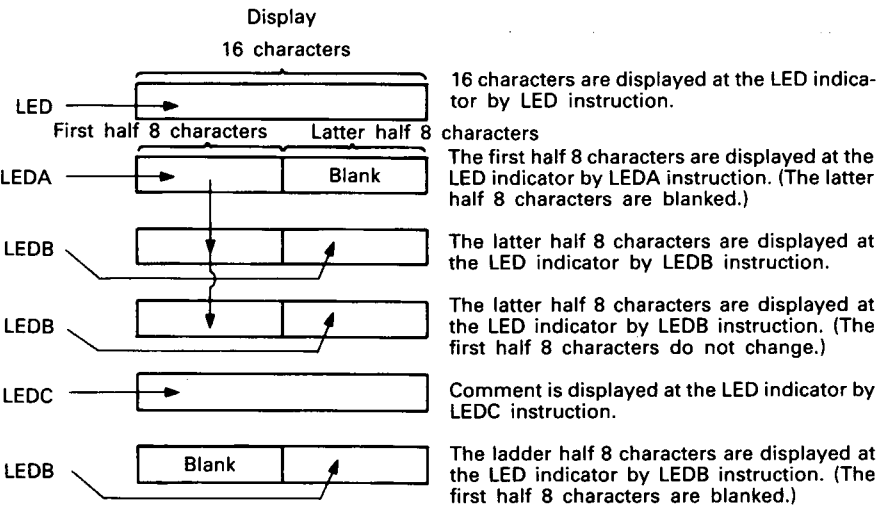 Display
16 characters
LED
16 characters are displayed at the LED indica-
tor by LED instruction.
First half 8 characters Latter half 8 characters
LEDA
Blank
The first half 8 characters are displayed at the
LED indicator by LEDA instruction. (The latter
half 8 characters are blanked.)
LEDB
The latter half 8 characters are displayed at
the LED indicator by LEDB instruction.
LEDB
The latter half 8 characters are displayed at
the LED indicator by LEDB instruction. (The
first half 8 characters do not change.)
LEDC
Comment is displayed at the LED indicator by
LEDC instruction.
LEDB
Blank
The ladder half 8 characters are displayed at
the LED indicator by LEDB instruction. (The
first half 8 characters are blanked.)